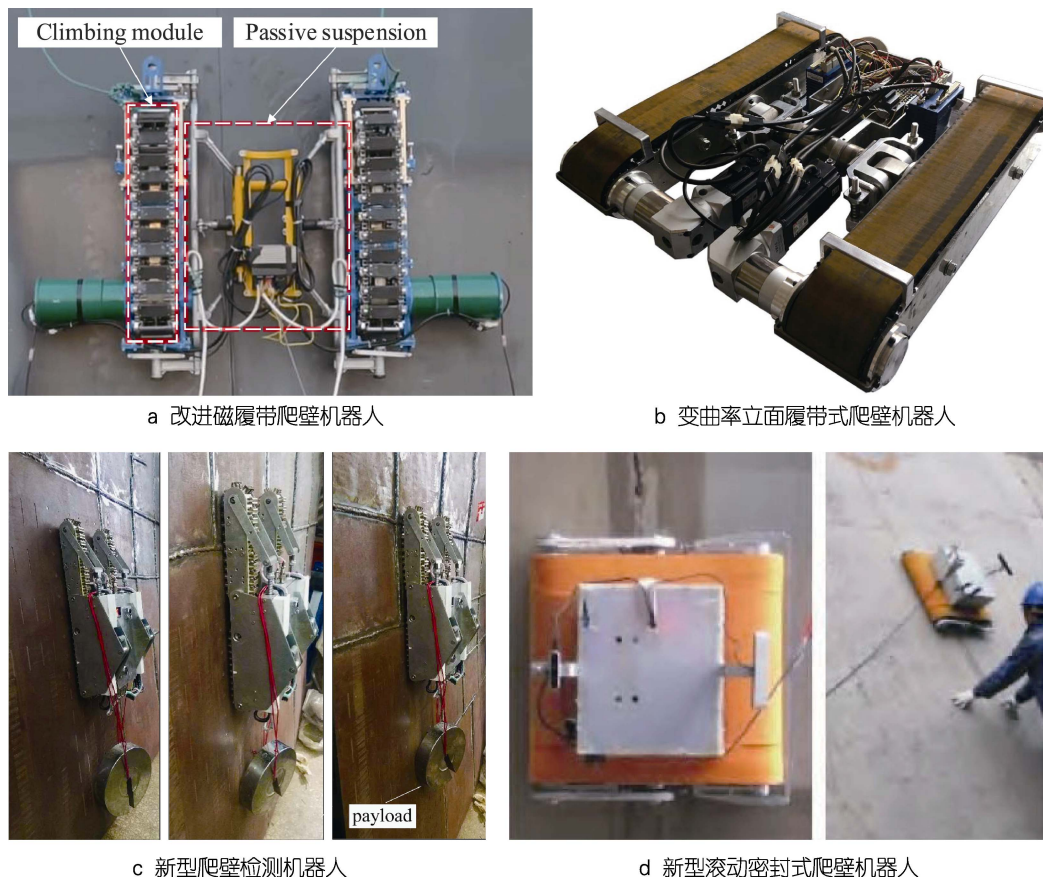 Climbing module
Passive suspension
a 改进磁履带爬壁机器人
b 变曲率立面履带式爬壁机器人
payload
c 新型爬壁检测机器人
d 新型滚动密封式爬壁机器人